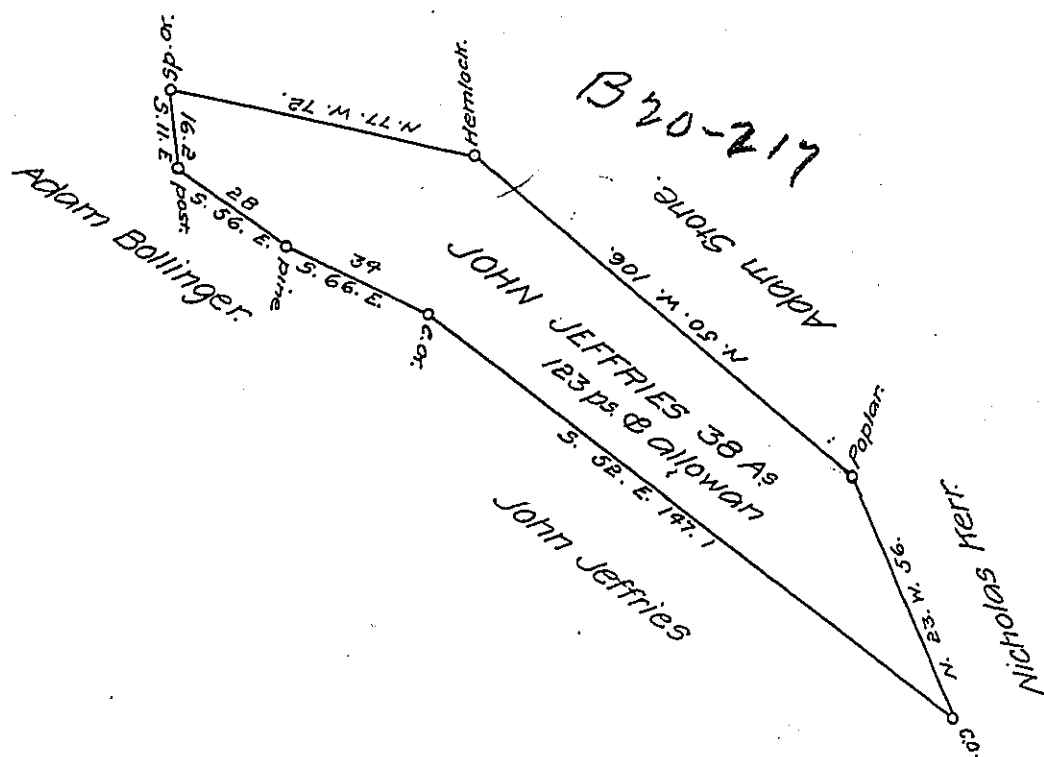 B20-217
sp.o.
N. 77. W. 72.
Hemlock.
16.2
S. 11. E
post.
28
S. 56. E.
pine
34
S. 66. E.
c.o.
Adam Bollinger.
Adam Stone.
N. 50. W. 106.
JOHN JEFFRIES 38 As
123 ps. & allowan
S. 52. E. 147.1
John Jeffries
Poplar.
N. 23. W. 56.
Nicholas Kerr.
c.o.